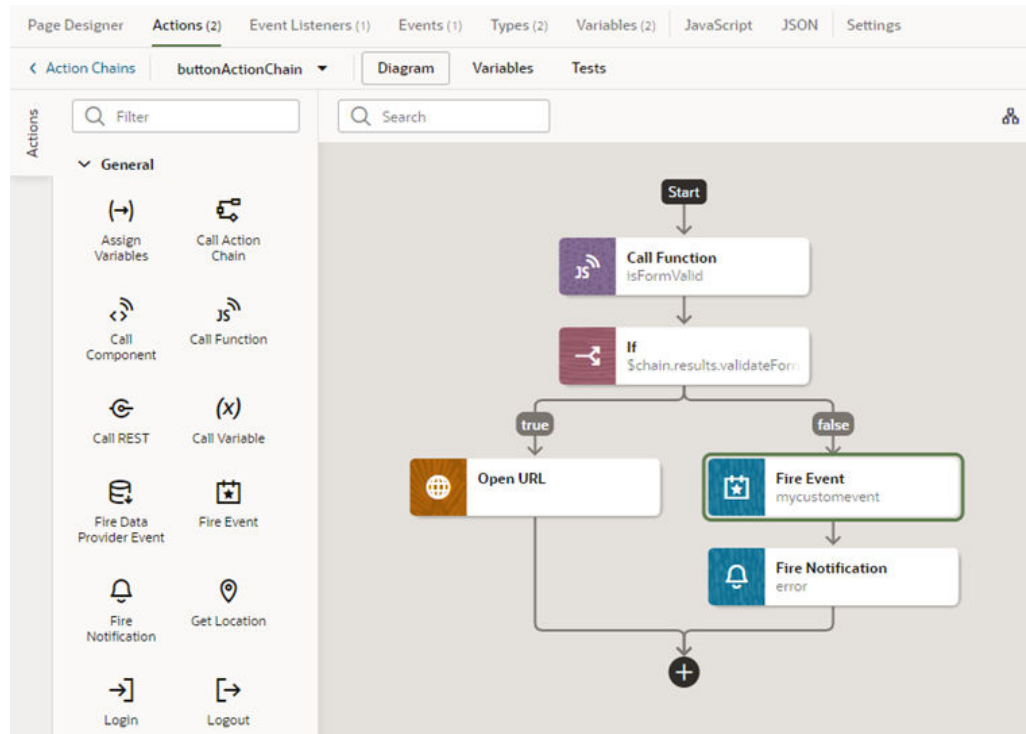 Page Designer Actions (2) Event Listeners (1) Events (1) Types (2) Variables (2) JavaScript JSON Settings
Action Chains buttonActionChain Diagram Variables Tests
Actions
Filter
Search
General
Assign
Variables
Call Action
Chain
Call
Component
JS
Call Function
Call REST
(x)
Call Variable
Fire Data
Provider Event
Fire Event
Fire
Notification
Get Location
Login
Logout
Start
JS
Call Function
isFormValid
If
$chain.results.validateForm
true
false
Open URL
Fire Event
mycustomevent
Fire Notification
error